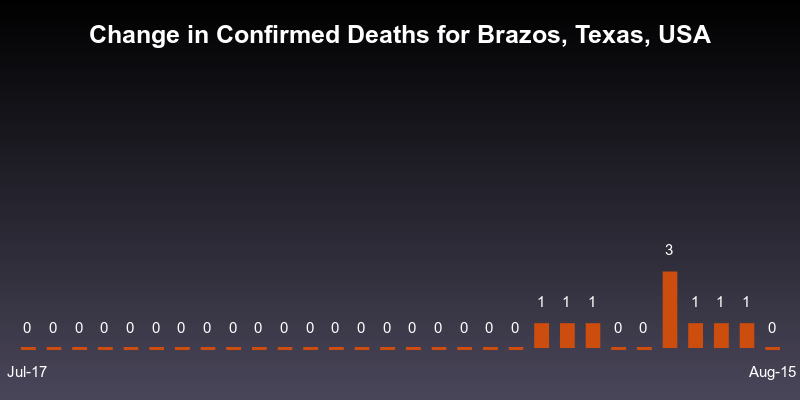 Change in Confirmed Deaths for Brazos, Texas, USA
3
1 1 1 1 1 1
0 0 0 0 0 0 0 0 0 0 0 0 0 0 0 0 0 0 0 0 0 0 0
Jul-17 Aug-15